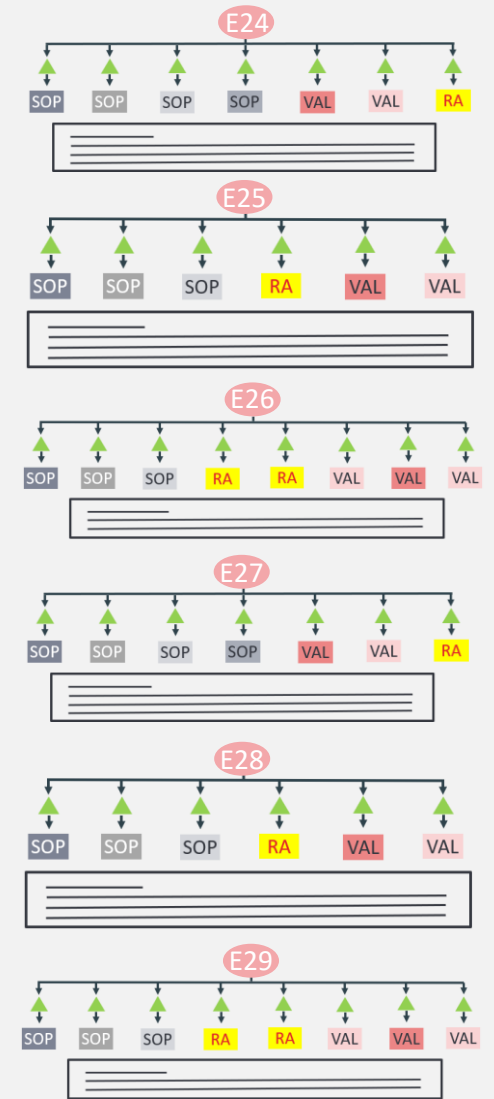 E24
SOP SOP SOP SOP VAL VAL RA
E25
SOP SOP SOP RA VAL VAL
E26
SOP SOP SOP RA RA VAL VAL VAL
E27
SOP SOP SOP SOP VAL VAL RA
E28
SOP SOP SOP RA VAL VAL
E29
SOP SOP SOP RA RA VAL VAL VAL